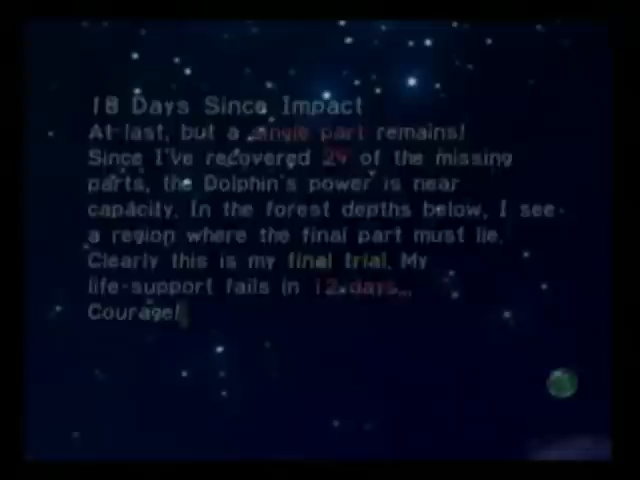 18 Days Since Impact
At last, but a single part remains!
Since I've recovered 29 of the missing
parts, the Dolphin's power is near
capacity. In the forest depths below, I see
a region where the final part must lie.
Clearly this is my final trial. My
life-support fails in 12 days...
Courage!